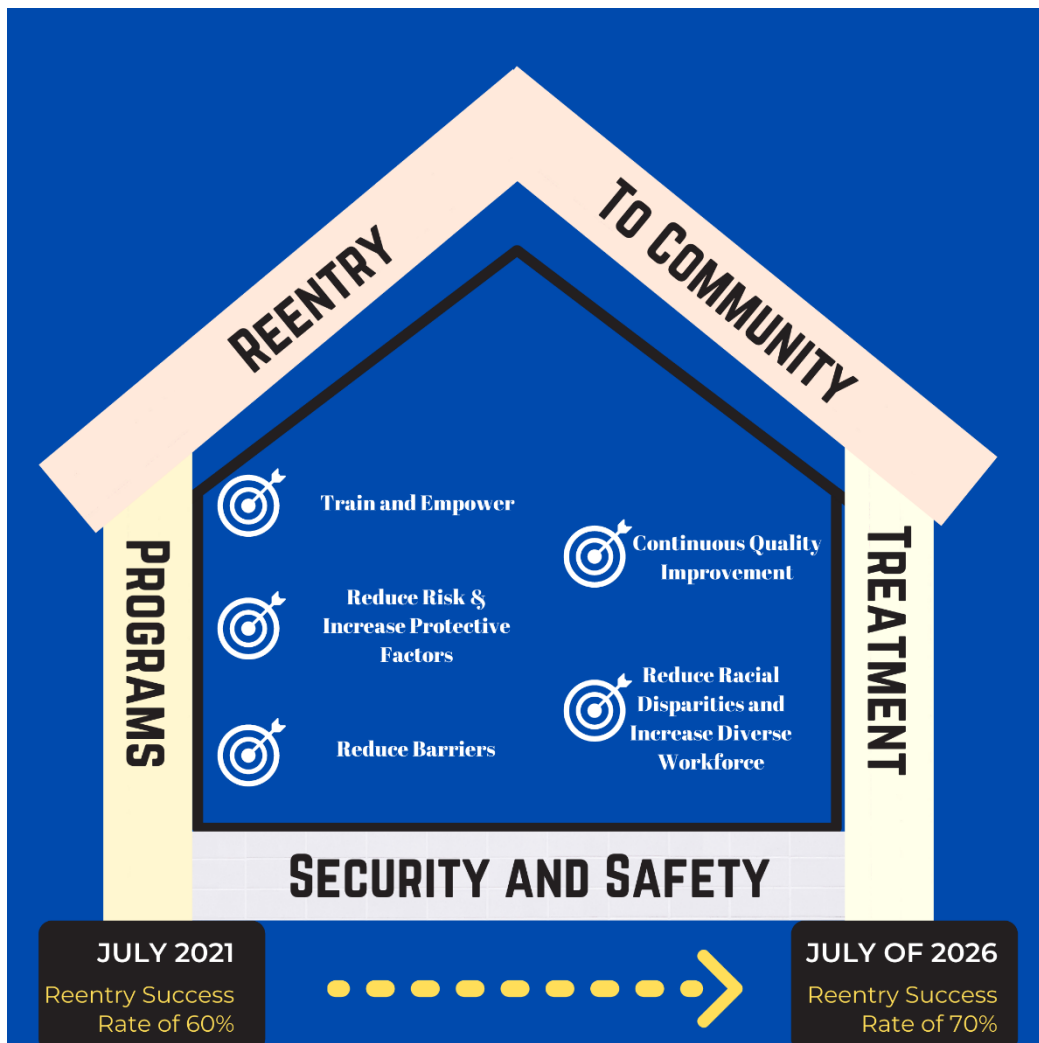 REENTRY
TO COMMUNITY
PROGRAMS
TREATMENT
Train and Empower
Reduce Risk &
Increase Protective
Factors
Reduce Barriers
Continuous Quality
Improvement
Reduce Racial
Disparities and
Increase Diverse
Workforce
SECURITY AND SAFETY
JULY 2021
Reentry Success
Rate of 60%
JULY OF 2026
Reentry Success
Rate of 70%